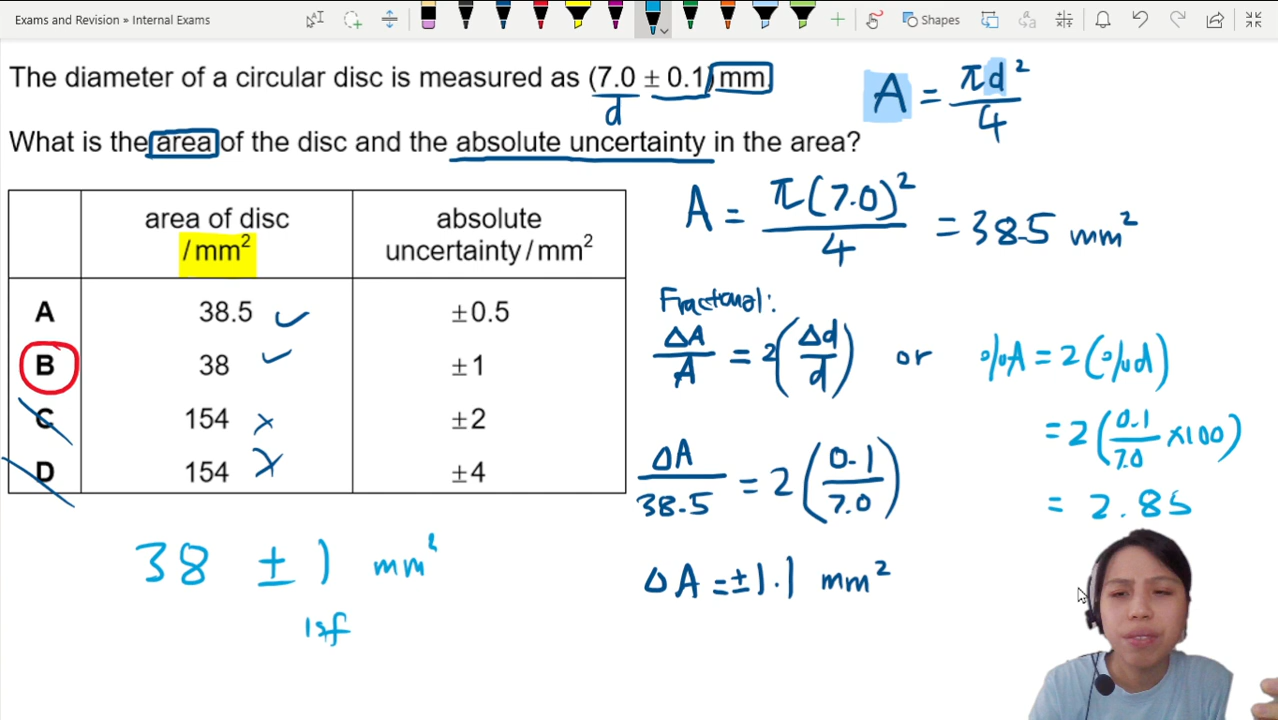 Exams and Revision » Internal Exams
Shapes
The diameter of a circular disc is measured as (7.0 ± 0.1) mm.
d
What is the area of the disc and the absolute uncertainty in the area?
A = πd²/4
area of disc /mm²
absolute uncertainty / mm²
A 38.5 ✓ ±0.5
B 38 ✓ ±1
C 154 × ±2
D 154 × ±4
38 ± 1 mm²
1sf
A = π(7.0)²/4 = 38.5 mm²
Fractional:
ΔA/A = 2(Δd/d) or %A = 2(%d)
= 2(0.1/7.0 ×100)
= 2.85
ΔA/38.5 = 2(0.1/7.0)
ΔA = ±1.1 mm²